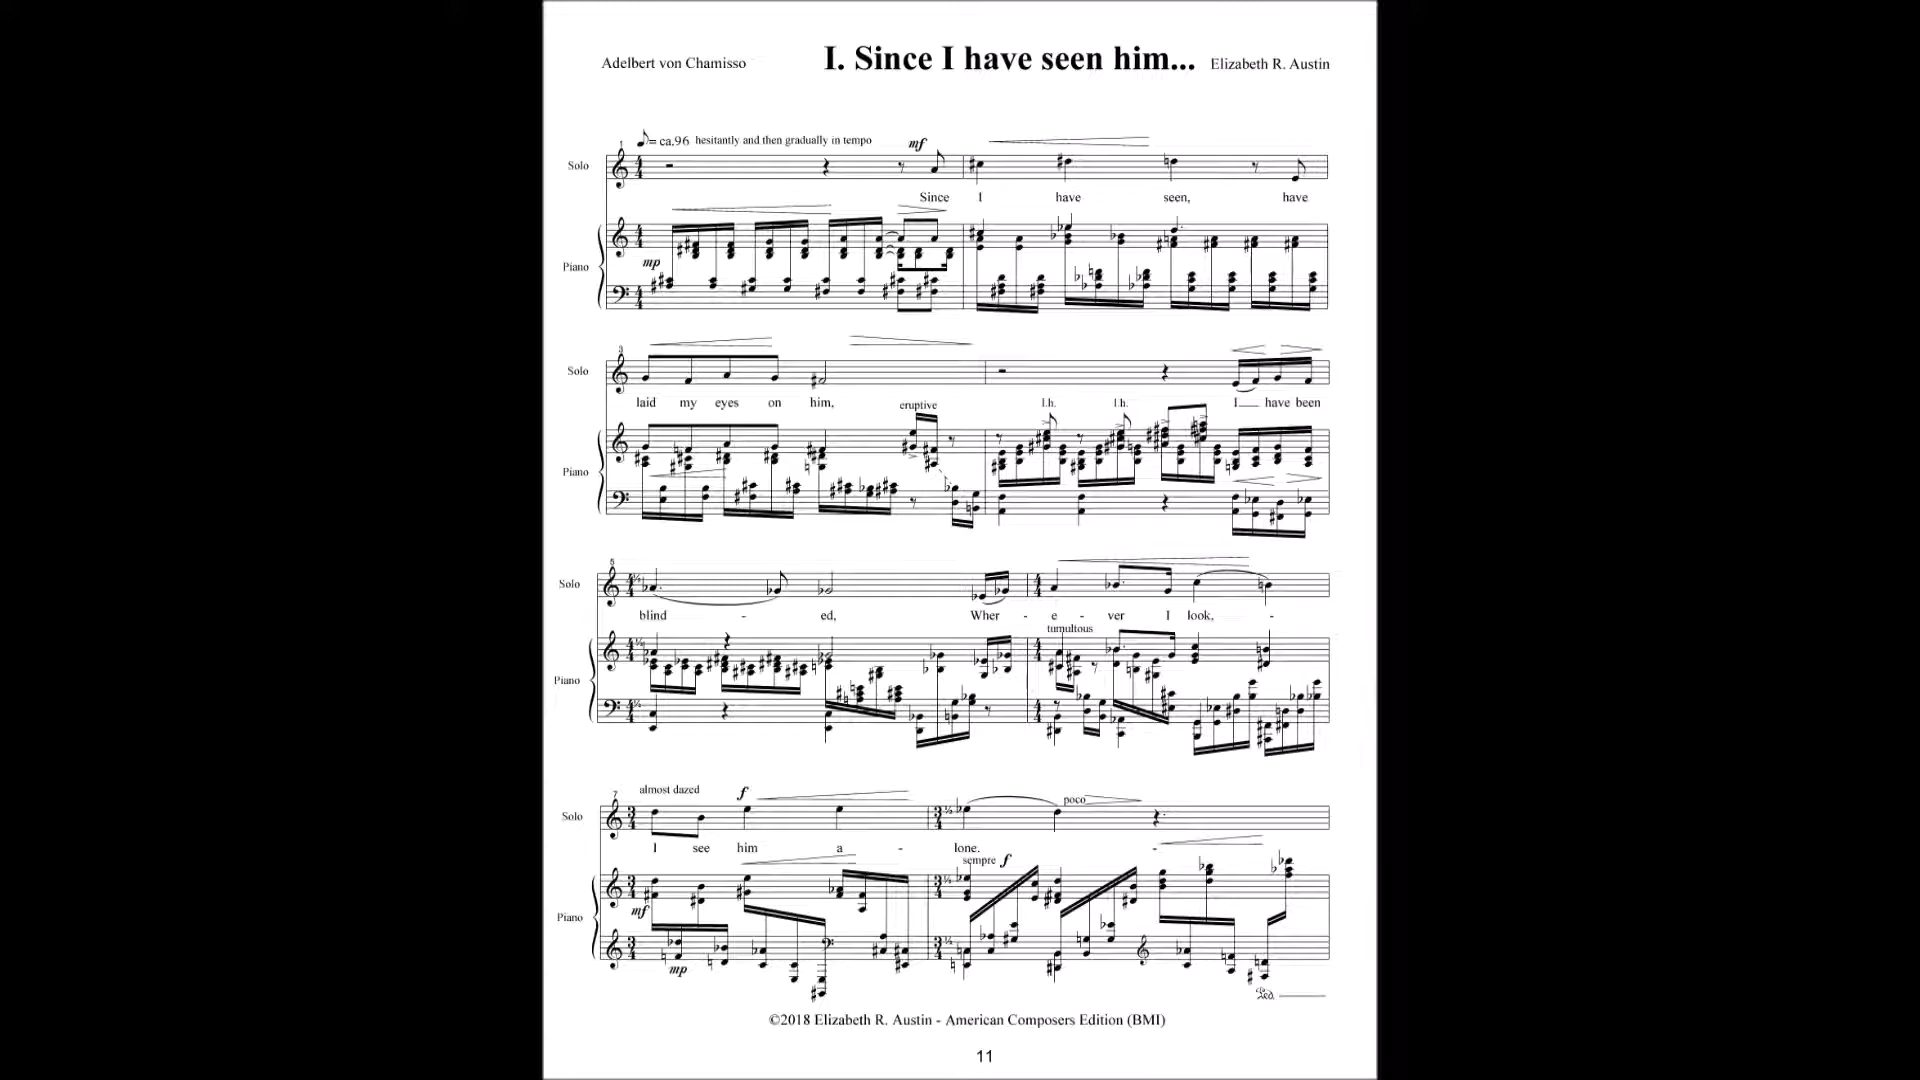 Adelbert von Chamisso I. Since I have seen him... Elizabeth R. Austin
1 = ca.96 hesitantly and then gradually in tempo mf
Solo
Since I have seen, have
Piano mp
3
Solo
laid my eyes on him, I have been
eruptive l.h. l.h.
Piano
5
Solo
blind - ed, Wher - e - ver I look, -
tumultous
Piano
7 almost dazed f poco
Solo
I see him a - lone. -
sempre f
Piano mf
mp
Ped.
©2018 Elizabeth R. Austin - American Composers Edition (BMI)
11